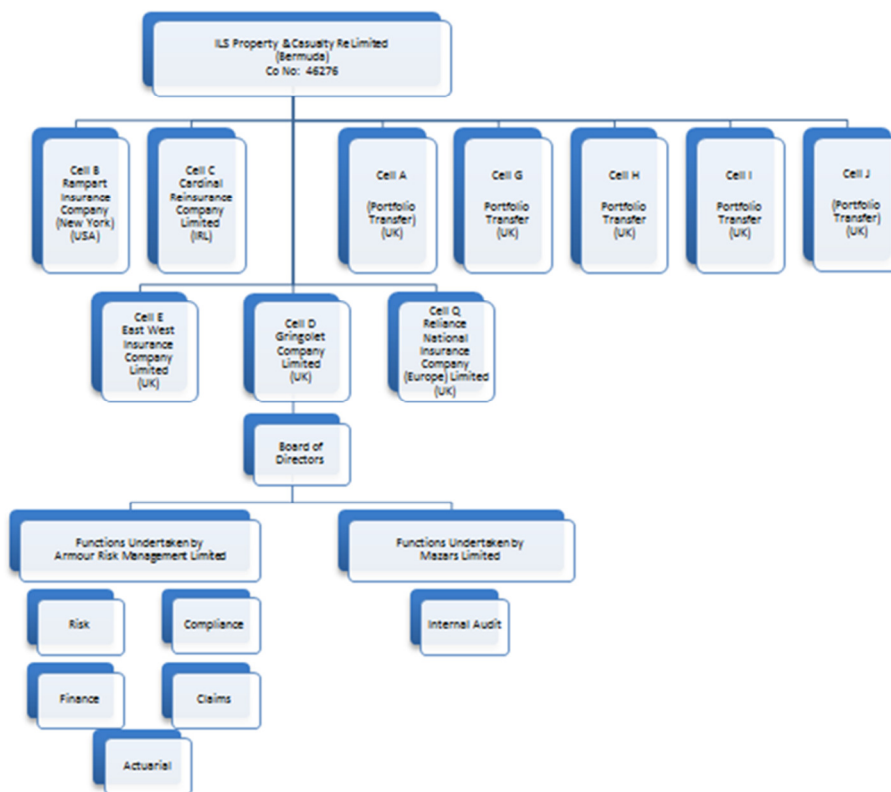 ILS Property & Casualty Re Limited
(Bermuda)
Co No: 46276
Cell B
Rampart
Insurance
Company
(New York)
(USA)
Cell C
Cardinal
Reinsurance
Company
Limited
(IRL)
Cell A
(Portfolio
Transfer)
(UK)
Cell G
Portfolio
Transfer
(UK)
Cell H
Portfolio
Transfer
(UK)
Cell I
Portfolio
Transfer
(UK)
Cell J
(Portfolio
Transfer)
(UK)
Cell E
East West
Insurance
Company
Limited
(UK)
Cell D
Gringolet
Company
Limited
(UK)
Cell Q
Reliance
National
Insurance
Company
(Europe) Limited
(UK)
Board of
Directors
Functions Undertaken by
Armour Risk Management Limited
Functions Undertaken by
Mazars Limited
Risk
Compliance
Internal Audit
Finance
Claims
Actuarial